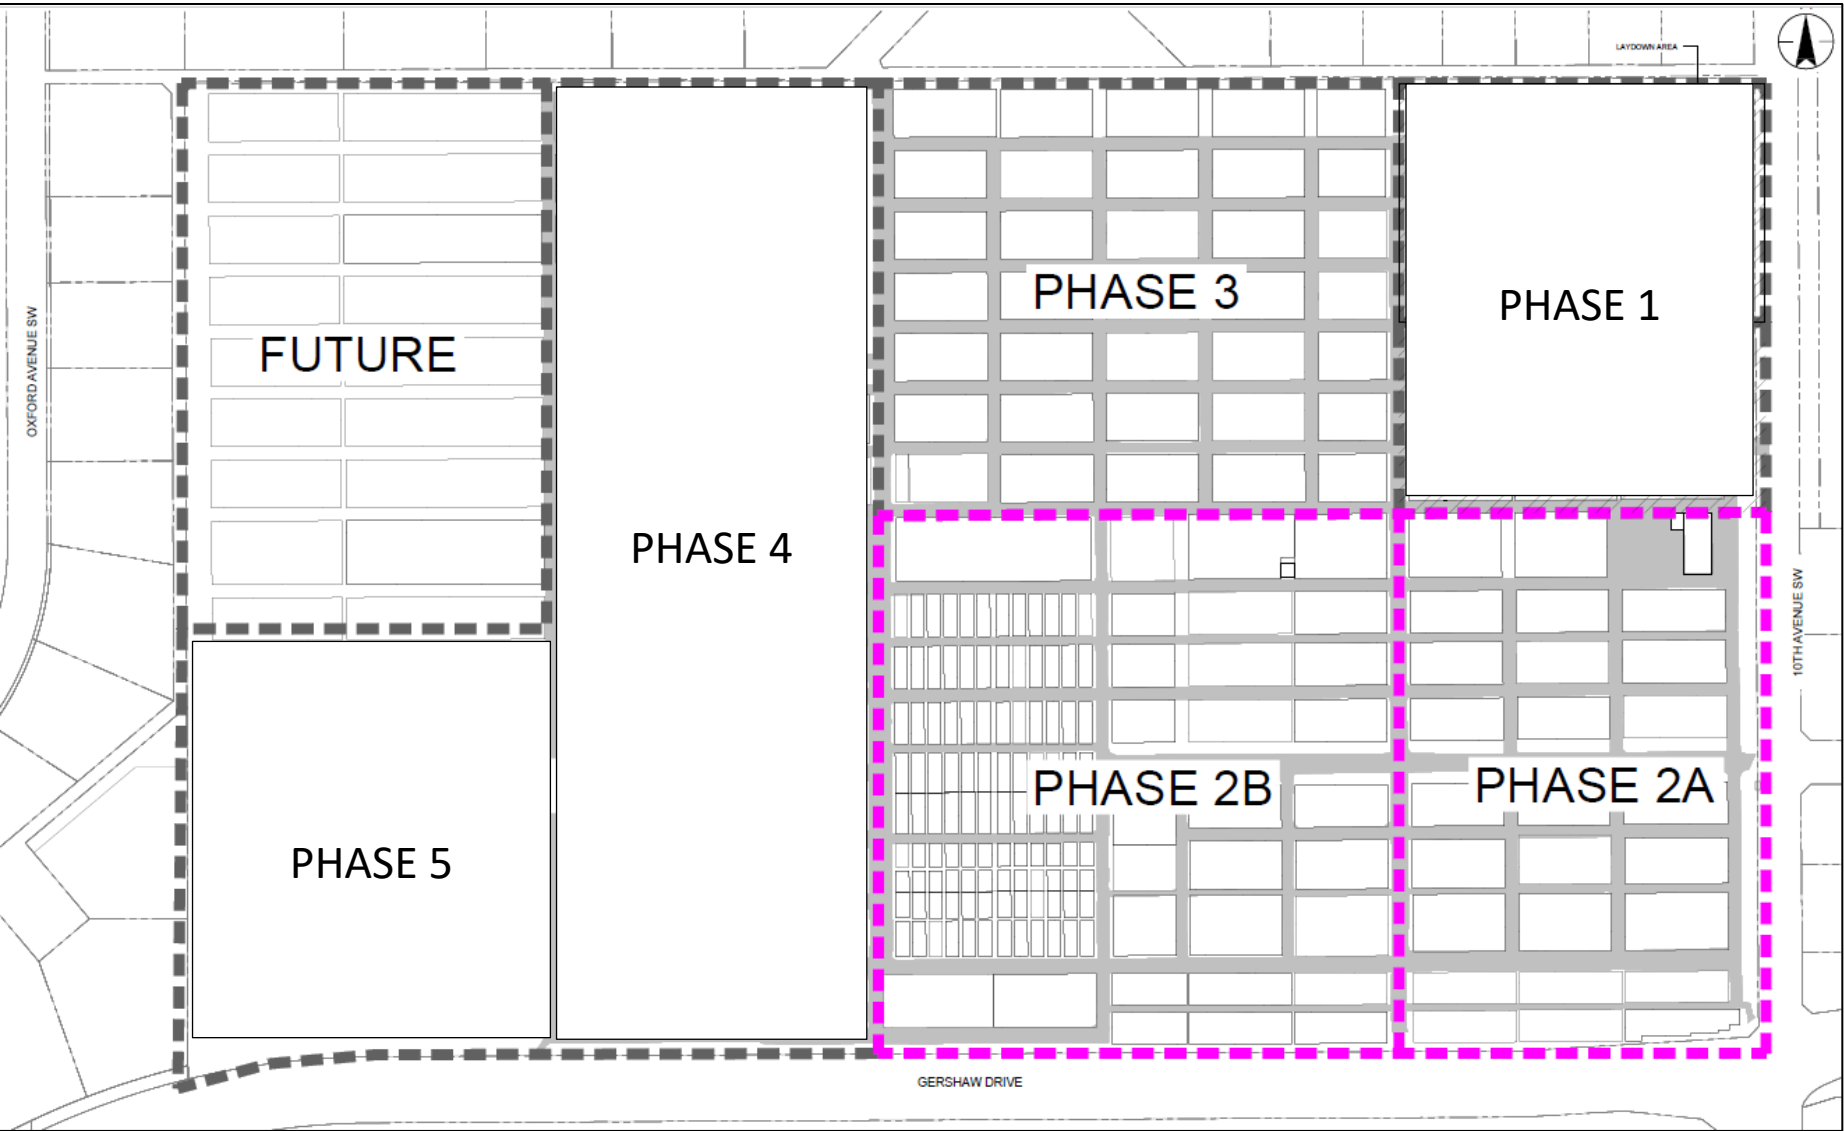 LAYDOWN AREA
PHASE 3
PHASE 1
FUTURE
OXFORD AVENUE SW
PHASE 4
10TH AVENUE SW
PHASE 2B
PHASE 2A
PHASE 5
GERSHAW DRIVE